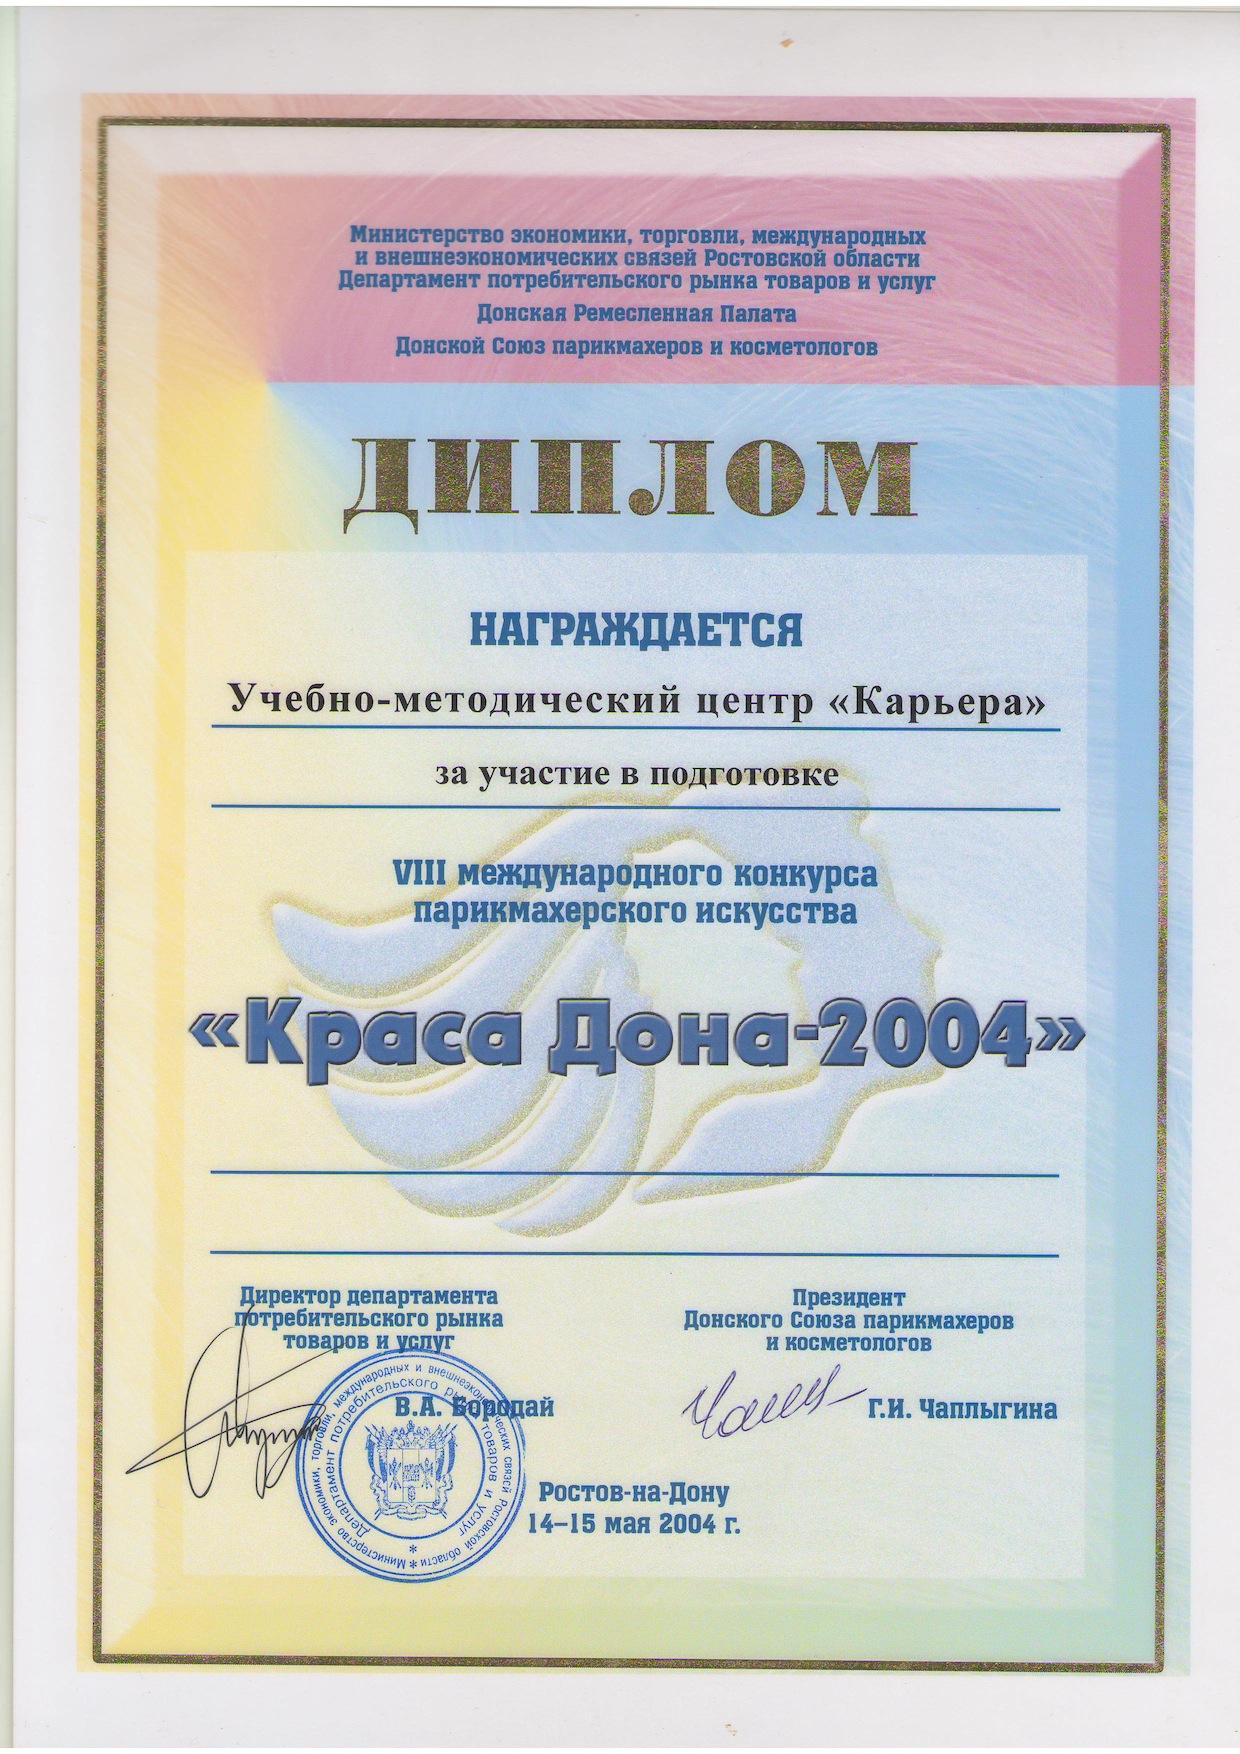 Министерство экономики, торговли, международных
и внешнеэкономических связей Ростовской области
Департамент потребительского рынка товаров и услуг
Донская Ремесленная Палата
Донской Союз парикмахеров и косметологов
ДИПЛОМ
НАГРАЖДАЕТСЯ
Учебно-методический центр «Карьера»
за участие в подготовке
VIII международного конкурса
парикмахерского искусства
«Краса Дона-2004»
Директор департамента
потребительского рынка
товаров и услуг
В.А. Бородай
Президент
Донского Союза парикмахеров
и косметологов
Г.И. Чаплыгина
Министерство экономики, торговли, международных и внешнеэкономических связей Ростовской области *
Департамент потребительского рынка товаров и услуг *
Ростов-на-Дону
14–15 мая 2004 г.